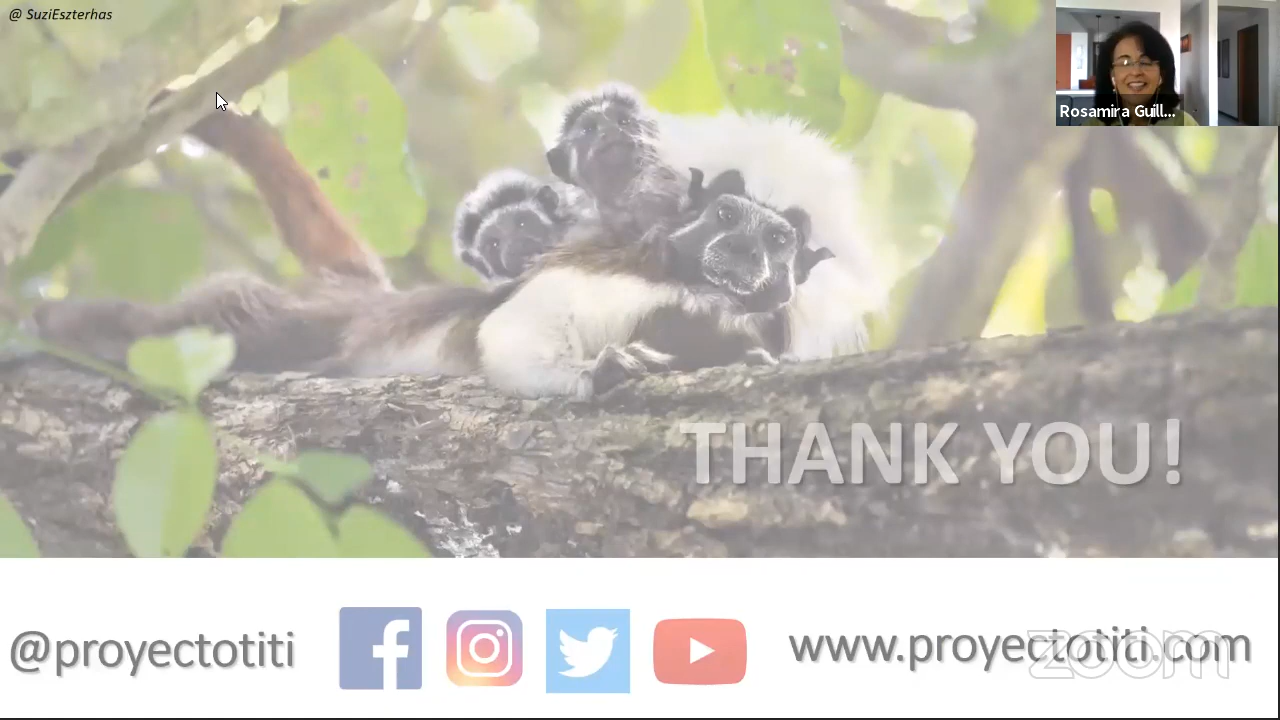 @ SuziEszterhas
Rosamira Guill...
THANK YOU!
@proyectotiti
www.proyectotiti.com
zoom